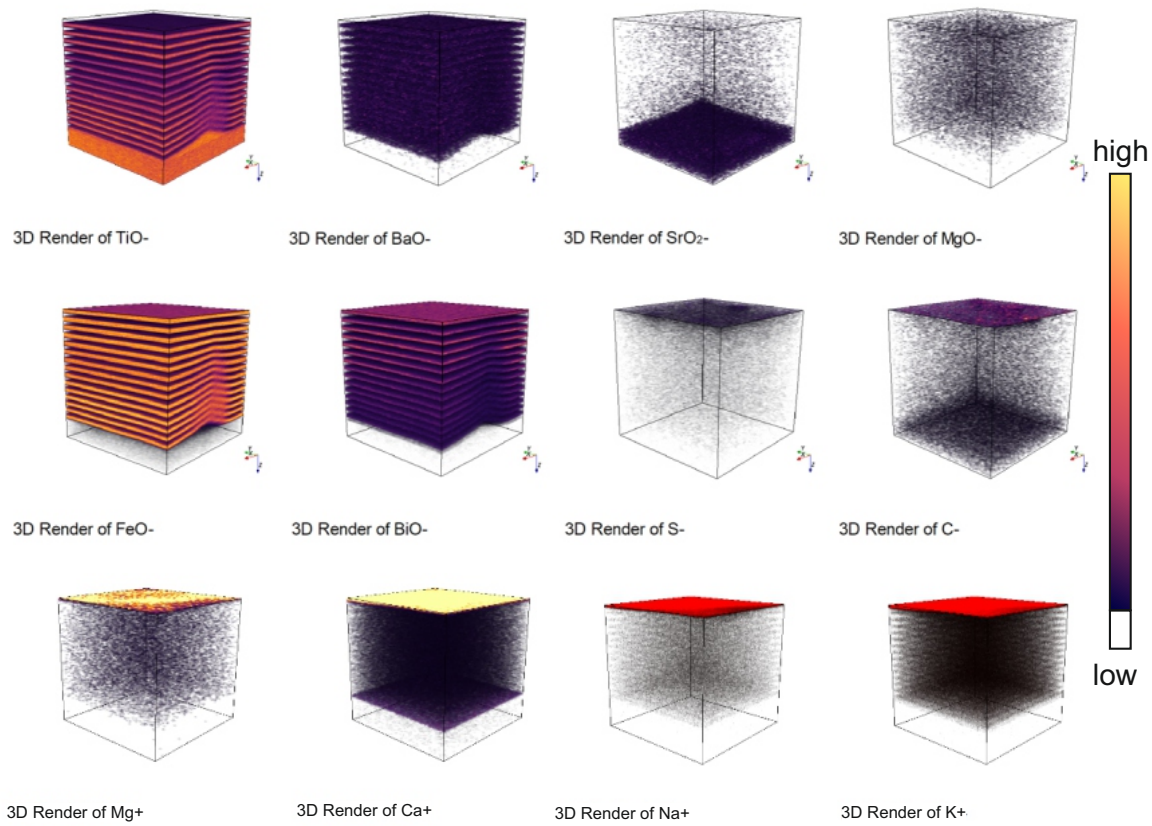 3D Render of TiO- 3D Render of BaO- 3D Render of SrO₂- 3D Render of MgO-
high
3D Render of FeO- 3D Render of BiO- 3D Render of S- 3D Render of C-
low
3D Render of Mg+ 3D Render of Ca+ 3D Render of Na+ 3D Render of K+